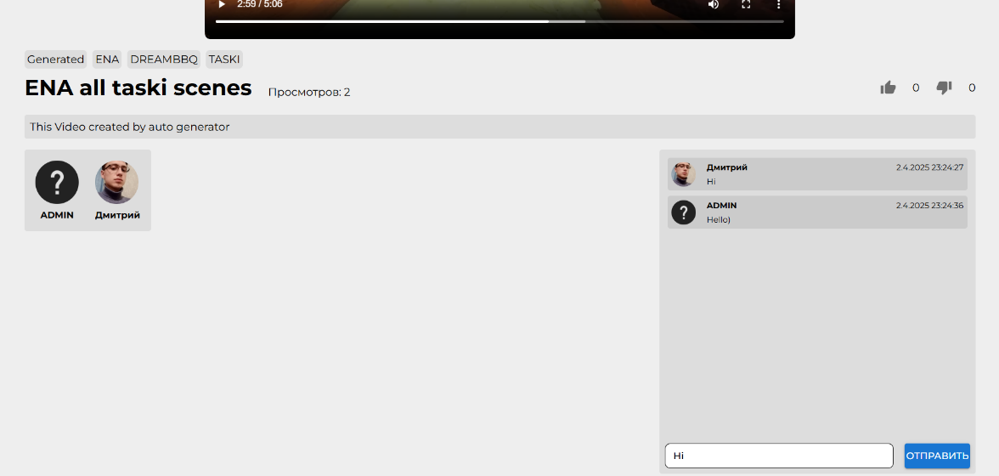 2:59 / 5:06
Generated ENA DREAMBBQ TASKI
ENA all taski scenes Просмотров: 2 0 0
This Video created by auto generator
? ?
ADMIN Дмитрий
Дмитрий 2.4.2025 23:24:27
Hi
ADMIN 2.4.2025 23:24:36
Hello)
Hi ОТПРАВИТЬ